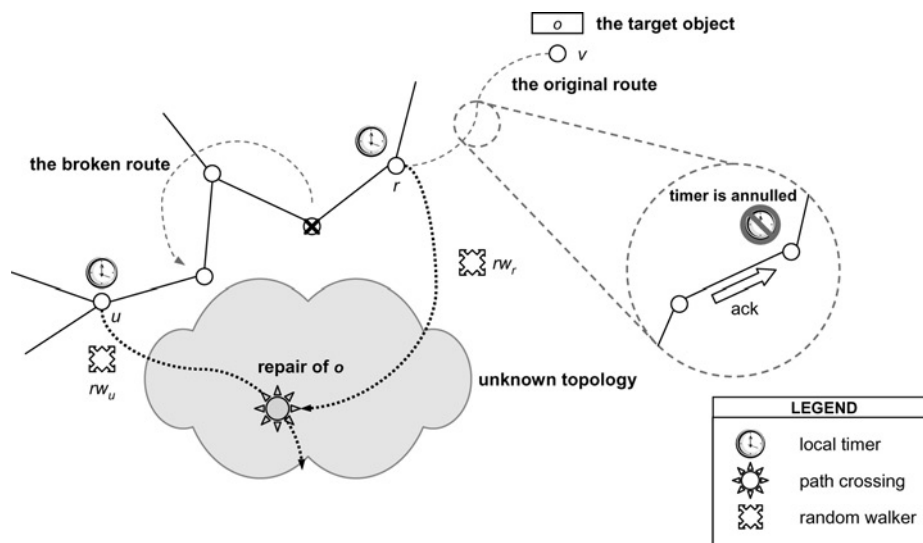 o the target object
v
the original route
the broken route
r
timer is annulled
ack
rw_r
u
rw_u
repair of o
unknown topology
LEGEND
local timer
path crossing
random walker